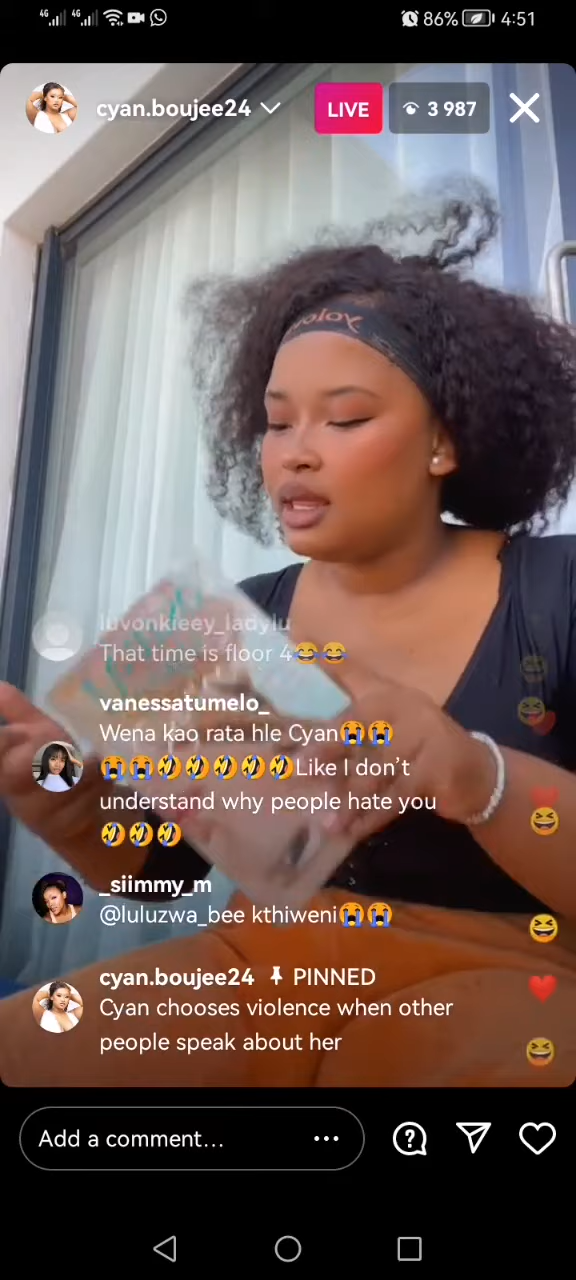 4G 4G 86% 4:51
cyan.boujee24 LIVE 3 987
luvonkieey_ladylu
That time is floor 4😂😂
vanessatumelo_
Wena kao rata hle Cyan😭😭
😭😭🤣🤣🤣🤣🤣Like I don't
understand why people hate you
🤣🤣🤣
_siimmy_m
@luluzwa_bee kthiweni😭😭
cyan.boujee24 📌 PINNED
Cyan chooses violence when other
people speak about her
Add a comment...